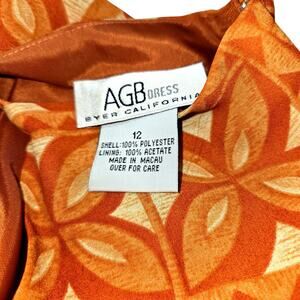 AGB DRESS
BYER CALIFORNIA
12
SHELL: 100% POLYESTER
LINING: 100% ACETATE
MADE IN MACAU
OVER FOR CARE